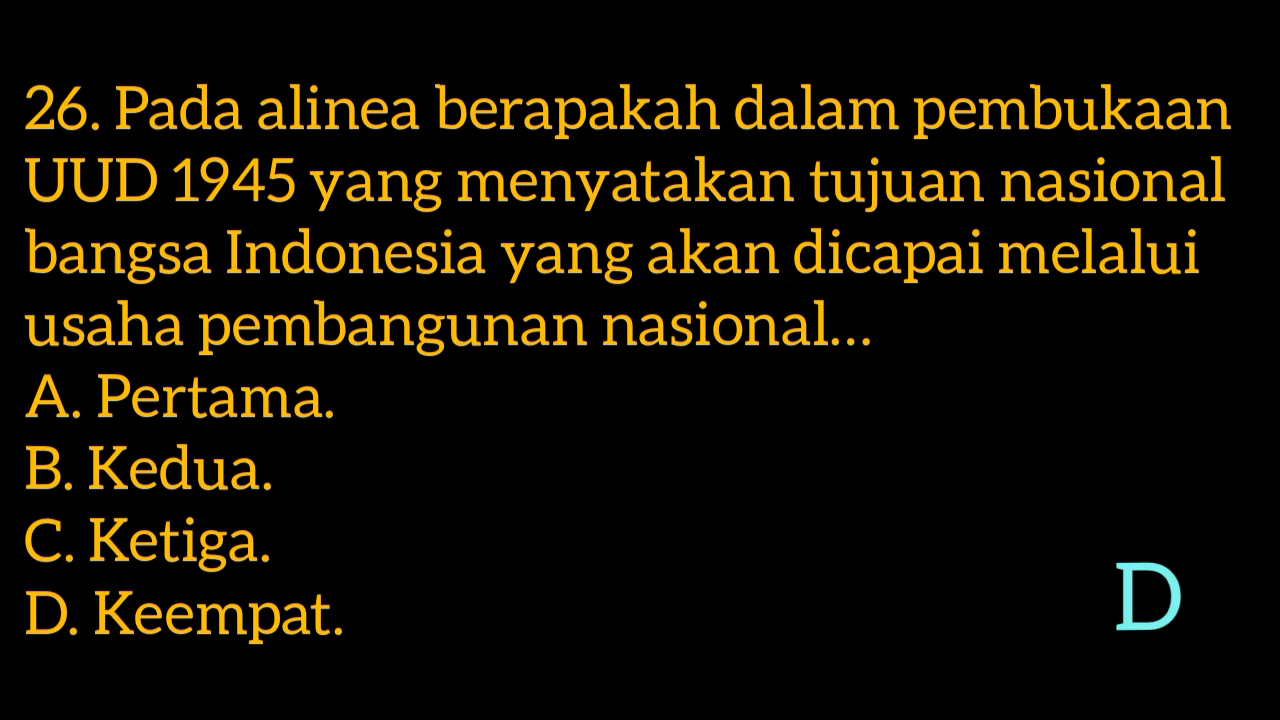 26. Pada alinea berapakah dalam pembukaan
UUD 1945 yang menyatakan tujuan nasional
bangsa Indonesia yang akan dicapai melalui
usaha pembangunan nasional...
A. Pertama.
B. Kedua.
C. Ketiga.
D. Keempat.
D